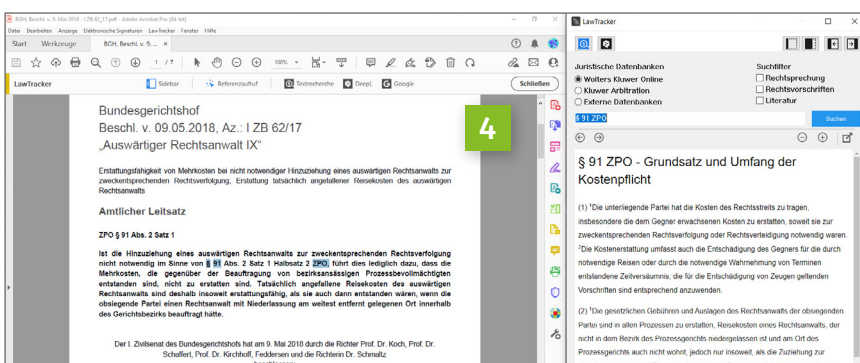 BGH, Beschl. v. 9. Mai 2018 - I ZB 62_17.pdf - Adobe Acrobat Pro (64-bit)
Datei Bearbeiten Anzeige Elektronische Signaturen LawTracker Fenster Hilfe
Start Werkzeuge BGH, Beschl. v. 9. ... ×
1 / 7 100%
LawTracker Sidebar Referenzaufruf Textrecherche DeepL Google Schließen
4
Bundesgerichtshof
Beschl. v. 09.05.2018, Az.: I ZB 62/17
„Auswärtiger Rechtsanwalt IX“
Erstattungsfähigkeit von Mehrkosten bei nicht notwendiger Hinzuziehung eines auswärtigen Rechtsanwalts zur
zweckentsprechenden Rechtsverfolgung; Erstattung tatsächlich angefallener Reisekosten des auswärtigen
Rechtsanwalts
Amtlicher Leitsatz
ZPO § 91 Abs. 2 Satz 1
Ist die Hinzuziehung eines auswärtigen Rechtsanwalts zur zweckentsprechenden Rechtsverfolgung
nicht notwendig im Sinne von § 91 Abs. 2 Satz 1 Halbsatz 2 ZPO, führt dies lediglich dazu, dass die
Mehrkosten, die gegenüber der Beauftragung von bezirksansässigen Prozessbevollmächtigten
entstanden sind, nicht zu erstatten sind. Tatsächlich angefallene Reisekosten des auswärtigen
Rechtsanwalts sind deshalb insoweit erstattungsfähig, als sie auch dann entstanden wären, wenn die
obsiegende Partei einen Rechtsanwalt mit Niederlassung am weitest entfernt gelegenen Ort innerhalb
des Gerichtsbezirks beauftragt hätte.
Der I. Zivilsenat des Bundesgerichtshofs hat am 9. Mai 2018 durch die Richter Prof. Dr. Koch, Prof. Dr.
Schaffert, Prof. Dr. Kirchhoff, Feddersen und die Richterin Dr. Schmaltz
LawTracker
Juristische Datenbanken Suchfilter
Wolters Kluwer Online Rechtsprechung
Kluwer Arbitration Rechtsvorschriften
Externe Datenbanken Literatur
§ 91 ZPO Suchen
§ 91 ZPO - Grundsatz und Umfang der
Kostenpflicht
(1) ¹Die unterliegende Partei hat die Kosten des Rechtsstreits zu tragen,
insbesondere die dem Gegner erwachsenen Kosten zu erstatten, soweit sie zur
zweckentsprechenden Rechtsverfolgung oder Rechtsverteidigung notwendig waren.
²Die Kostenerstattung umfasst auch die Entschädigung des Gegners für die durch
notwendige Reisen oder durch die notwendige Wahrnehmung von Terminen
entstandene Zeitversäumnis; die für die Entschädigung von Zeugen geltenden
Vorschriften sind entsprechend anzuwenden.
(2) ¹Die gesetzlichen Gebühren und Auslagen des Rechtsanwalts der obsiegenden
Partei sind in allen Prozessen zu erstatten, Reisekosten eines Rechtsanwalts, der
nicht in dem Bezirk des Prozessgerichts niedergelassen ist und am Ort des
Prozessgerichts auch nicht wohnt, jedoch nur insoweit, als die Zuziehung zur